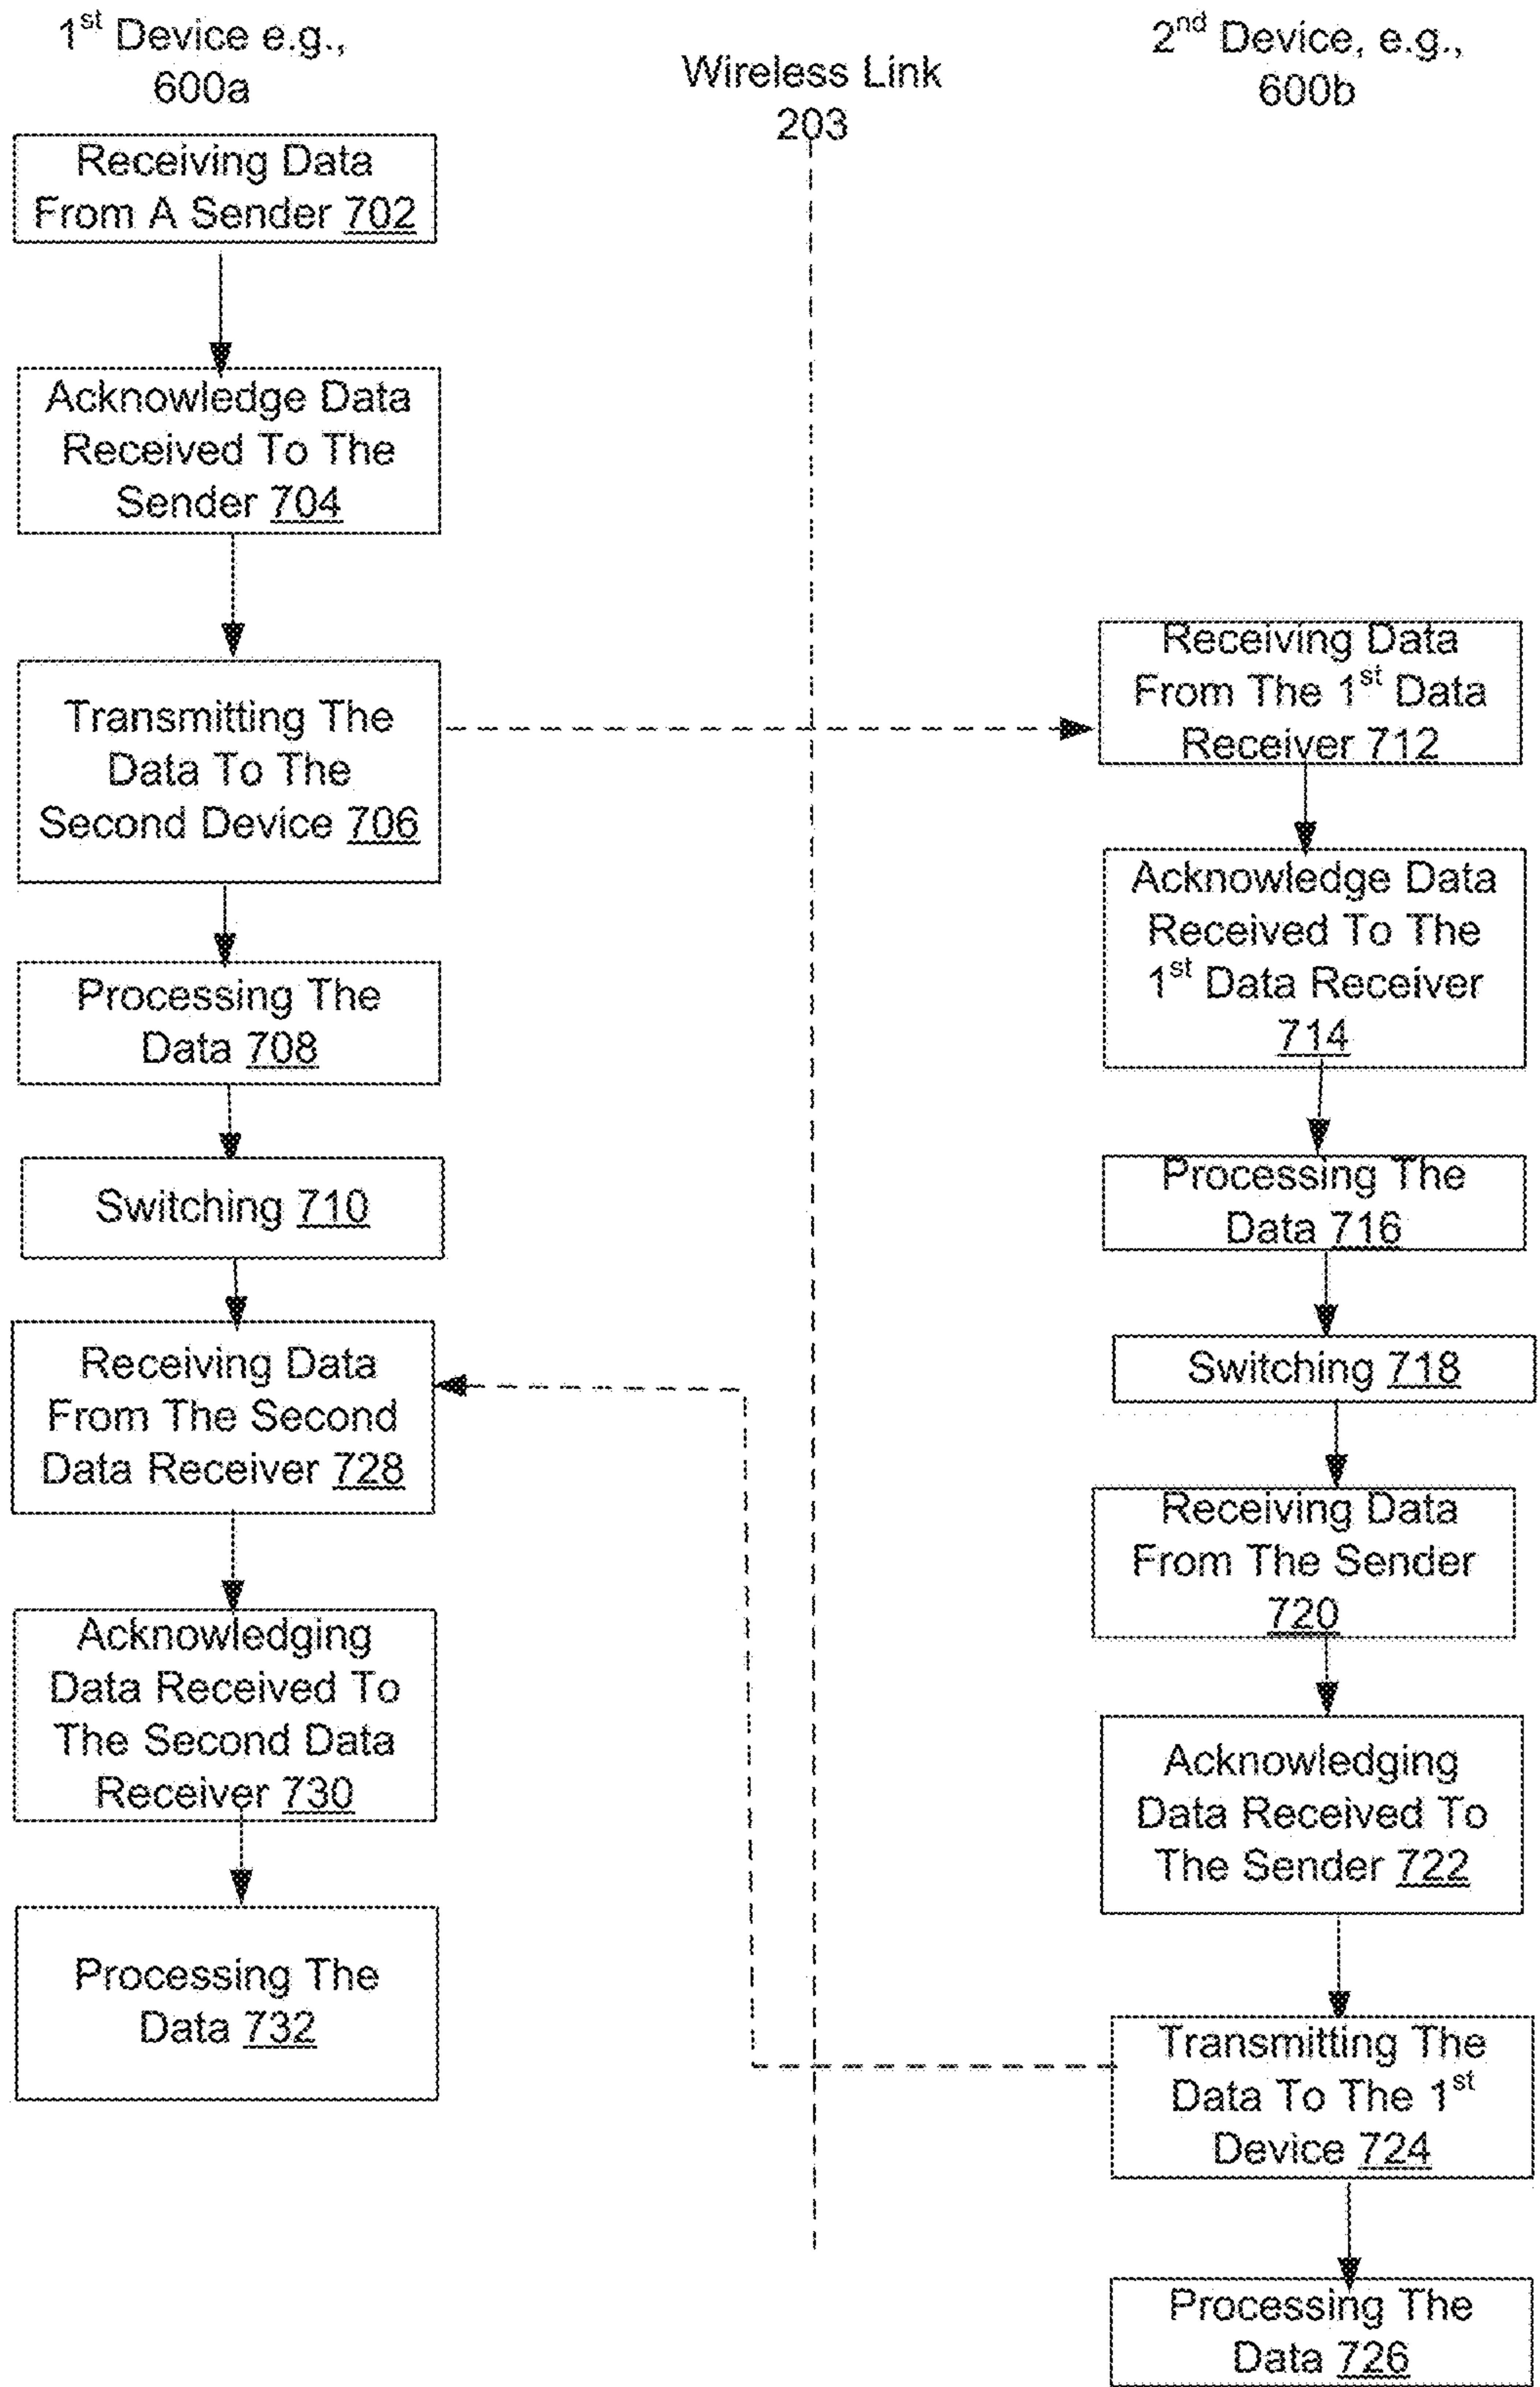 1st Device e.g.,
600a
Wireless Link
203
2nd Device, e.g.,
600b
Receiving Data
From A Sender 702
Acknowledge Data
Received To The
Sender 704
Transmitting The
Data To The
Second Device 706
Processing The
Data 708
Switching 710
Receiving Data
From The Second
Data Receiver 728
Acknowledging
Data Received To
The Second Data
Receiver 730
Processing The
Data 732
Receiving Data
From The 1st Data
Receiver 712
Acknowledge Data
Received To The
1st Data Receiver
714
Processing The
Data 716
Switching 718
Receiving Data
From The Sender
720
Acknowledging
Data Received To
The Sender 722
Transmitting The
Data To The 1st
Device 724
Processing The
Data 726